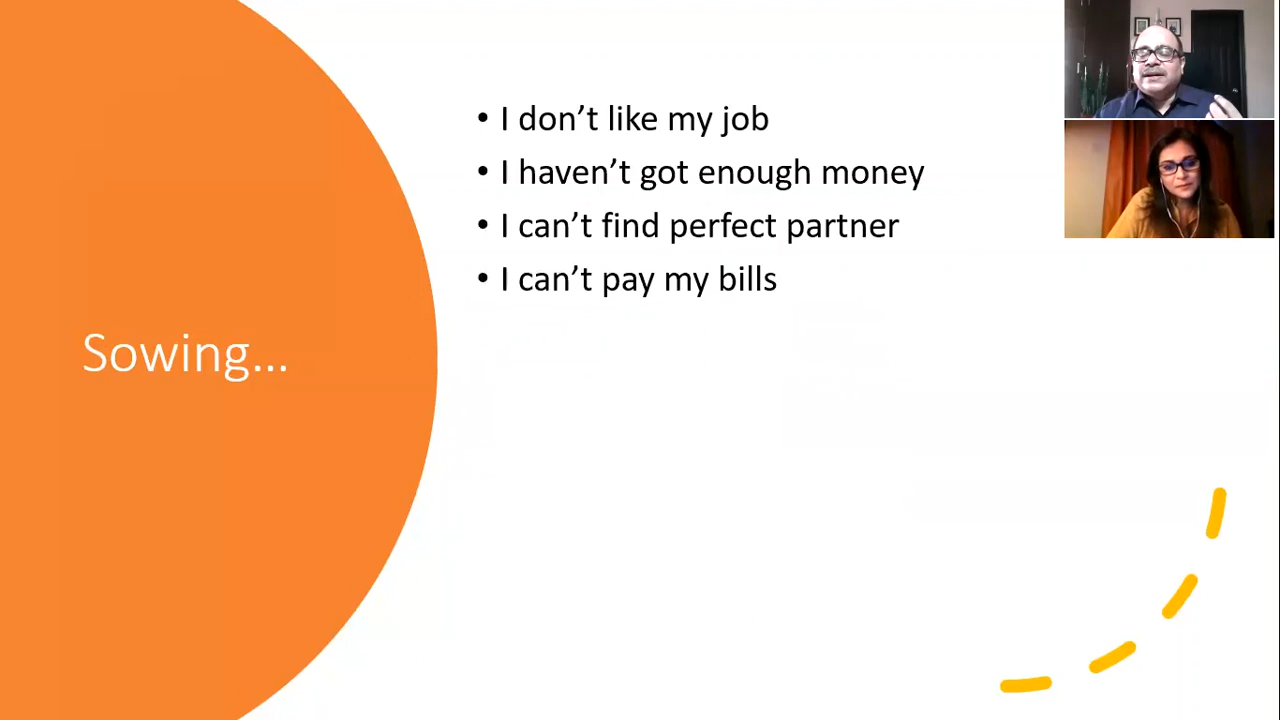 Sowing...
• I don’t like my job
• I haven’t got enough money
• I can’t find perfect partner
• I can’t pay my bills